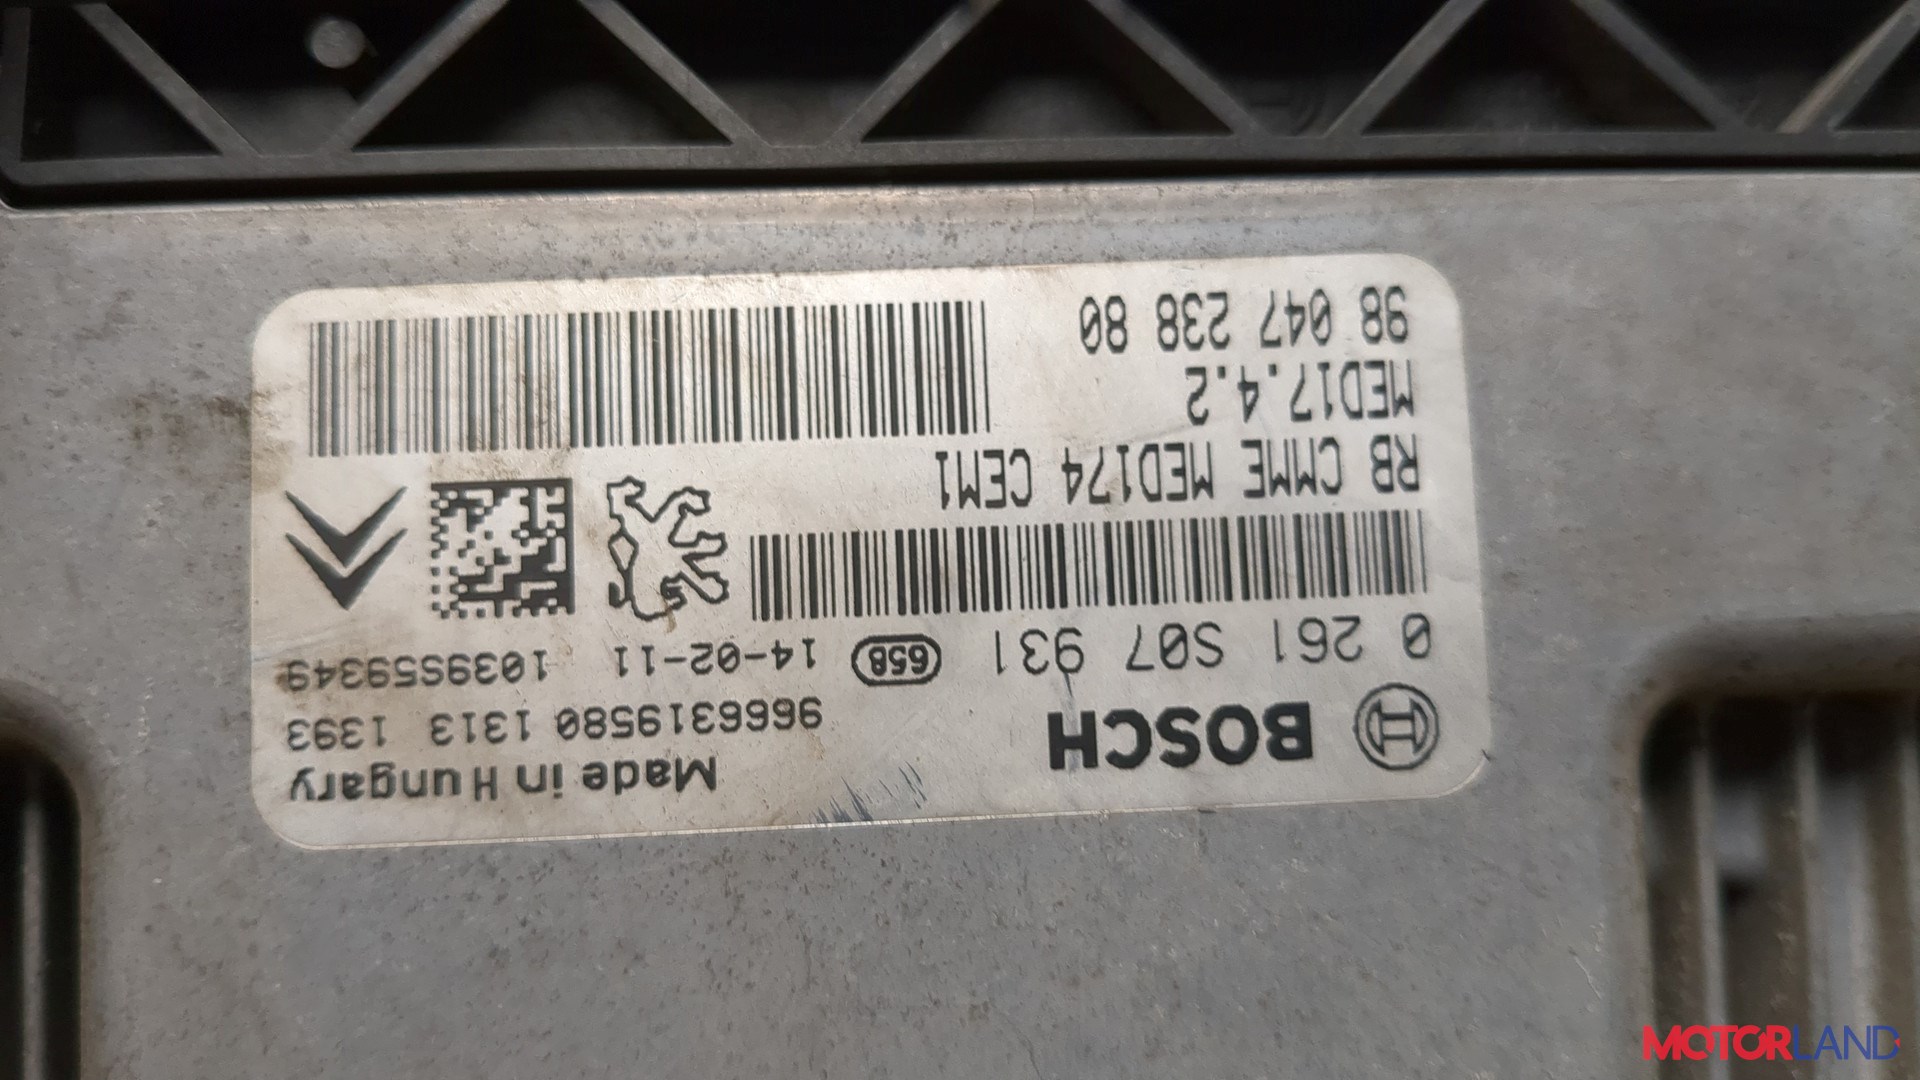 Made in Hungary
BOSCH
9666319580 1313 1393
0 261 S07 931
658
14-02-11
1039S59349
RB CMME MED174 CEM1
MED17.4.2
98 047 238 80
MOTORLAND